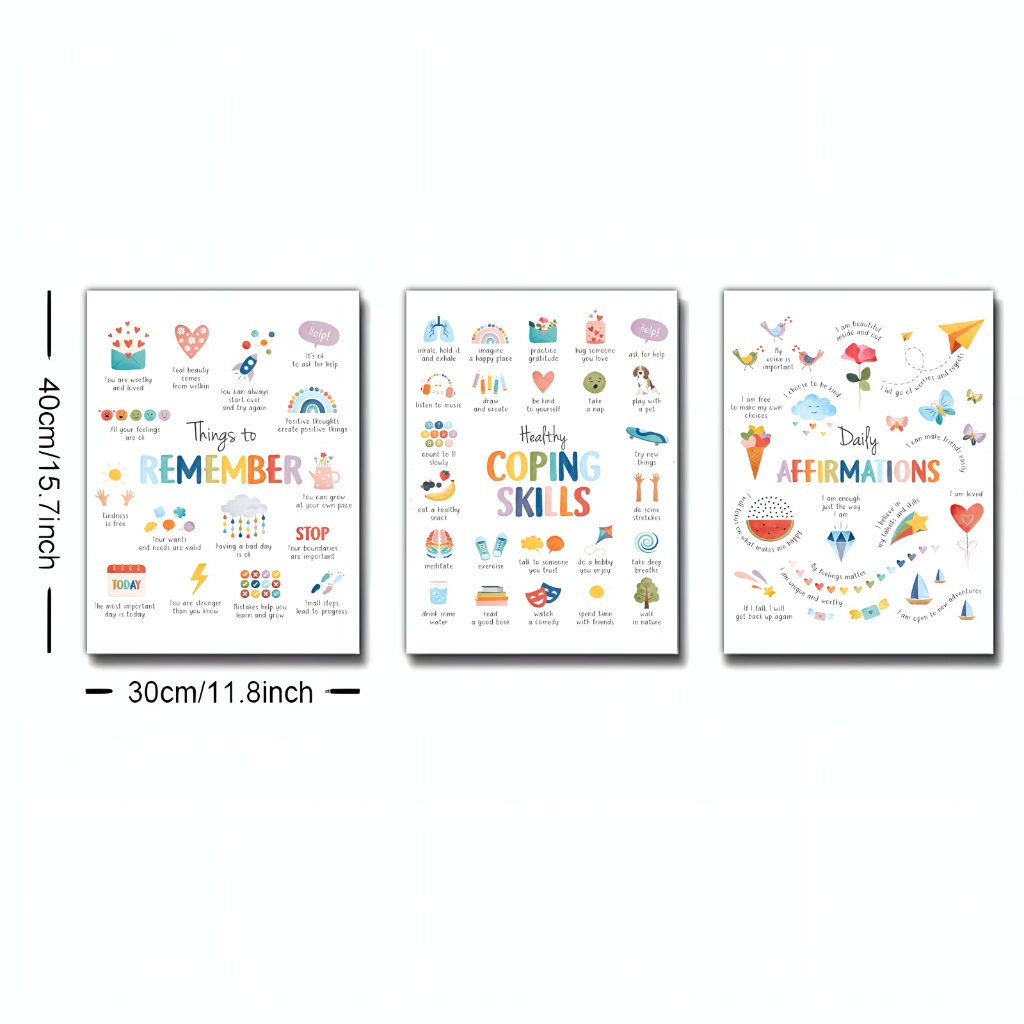 40cm/15.7inch
30cm/11.8inch
Things to
REMEMBER
You are worthy
and loved
Real beauty
comes
from within
You can always
start over
and try again
Help!
It's ok
to ask for help
Positive thoughts
create positive things
All your feelings
are ok
Kindness
is free
Your wants
and needs are valid
Having a bad day
is ok
You can grow
at your own pace
STOP
Your boundaries
are important
TODAY
The most important
day is today
You are stronger
than you know
Mistakes help you
learn and grow
Small steps
lead to progress
Healthy
COPING
SKILLS
inhale, hold it
and exhale
imagine
a happy place
practice
gratitude
hug someone
you love
Help!
ask for help
listen to music
draw
and create
be kind
to yourself
take
a nap
play with
a pet
count to 10
slowly
try new
things
eat a healthy
snack
do some
stretches
meditate
exercise
talk to someone
you trust
do a hobby
you enjoy
take deep
breaths
drink some
water
read
a good book
watch
a comedy
spend time
with friends
walk
in nature
Daily
AFFIRMATIONS
My
voice is
important
I am beautiful
inside and out
I let go of worries and regrets
I choose to be kind
I am free
to make my own
choices
I can make friends easily
I will focus on what makes me happy
I am enough
just the way
I am
I believe in
my talents and skills
I am loved
My feelings matter
I am unique and worthy
If I fall, I will
get back up again
I am open to new adventures